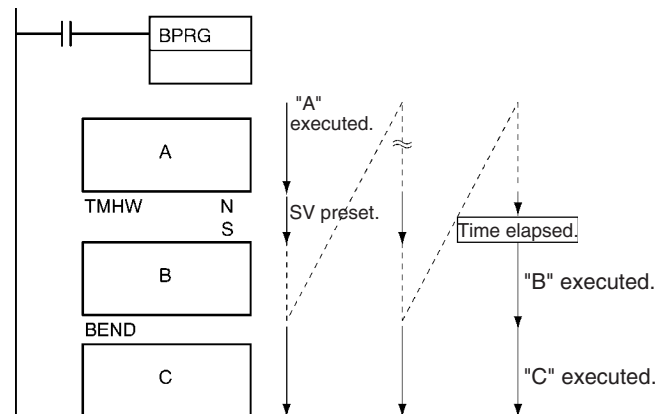 BPRG
"A"
executed.
A
TMHW N
S
SV preset.
Time elapsed.
B
"B" executed.
BEND
C
"C" executed.